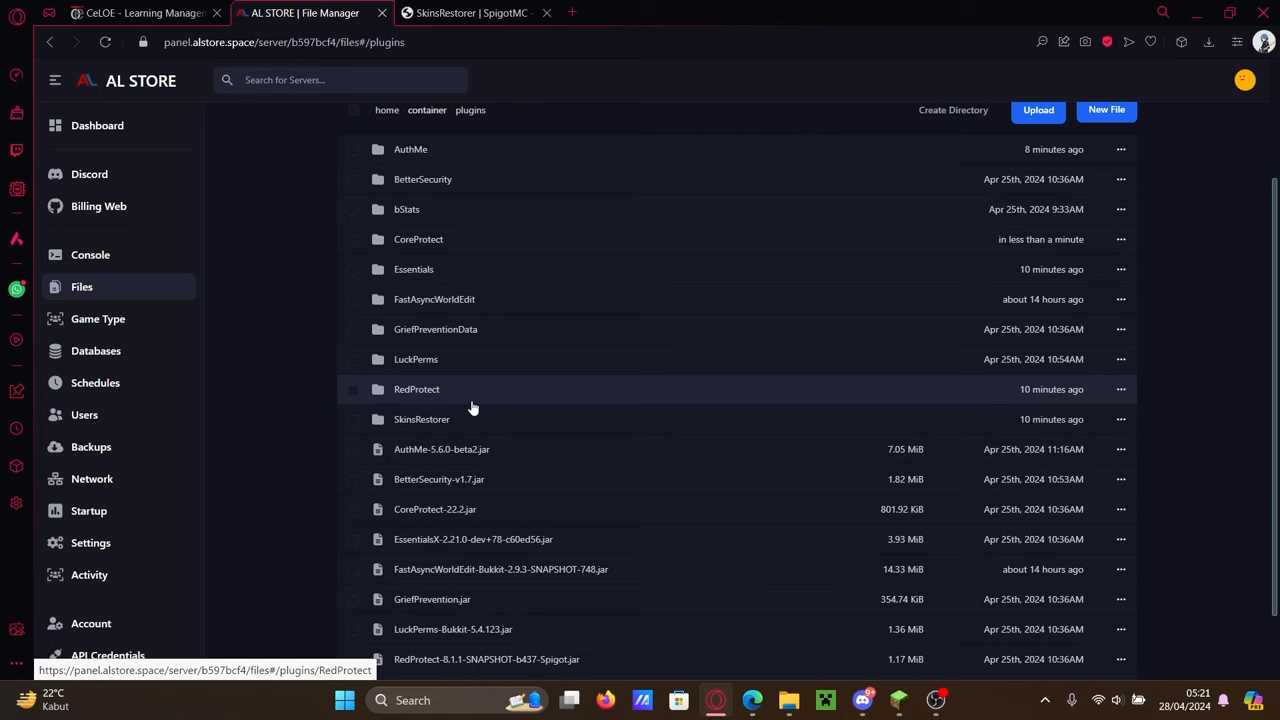 CeLOE - Learning Managem
AL STORE | File Manager
SkinsRestorer | SpigotMC -
panel.alstore.space/server/b597bcf4/files#/plugins
AL STORE
Search for Servers...
home container plugins
Create Directory
Upload
New File
Dashboard
Discord
Billing Web
Console
Files
Game Type
Databases
Schedules
Users
Backups
Network
Startup
Settings
Activity
Account
API Credentials
AuthMe 8 minutes ago
BetterSecurity Apr 25th, 2024 10:36AM
bStats Apr 25th, 2024 9:33AM
CoreProtect in less than a minute
Essentials 10 minutes ago
FastAsyncWorldEdit about 14 hours ago
GriefPreventionData Apr 25th, 2024 10:36AM
LuckPerms Apr 25th, 2024 10:54AM
RedProtect 10 minutes ago
SkinsRestorer 10 minutes ago
AuthMe-5.6.0-beta2.jar 7.05 MiB Apr 25th, 2024 11:16AM
BetterSecurity-v1.7.jar 1.82 MiB Apr 25th, 2024 10:53AM
CoreProtect-22.2.jar 801.92 KiB Apr 25th, 2024 10:36AM
EssentialsX-2.21.0-dev+78-c60ed56.jar 3.93 MiB Apr 25th, 2024 10:36AM
FastAsyncWorldEdit-Bukkit-2.9.3-SNAPSHOT-748.jar 14.33 MiB about 14 hours ago
GriefPrevention.jar 354.74 KiB Apr 25th, 2024 10:36AM
LuckPerms-Bukkit-5.4.123.jar 1.36 MiB Apr 25th, 2024 10:36AM
RedProtect-8.1.1-SNAPSHOT-b437-Spigot.jar 1.17 MiB Apr 25th, 2024 10:36AM
https://panel.alstore.space/server/b597bcf4/files#/plugins/RedProtect
22°C
Kabut
Search
05:21
28/04/2024